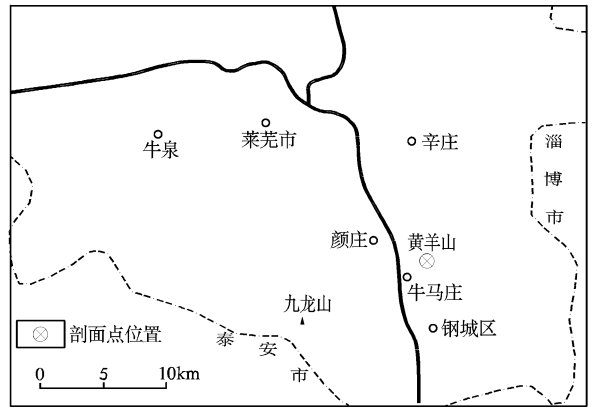 牛泉
莱芜市
辛庄
淄博市
颜庄
黄羊山
牛马庄
九龙山
钢城区
泰安市
剖面点位置
0 5 10km